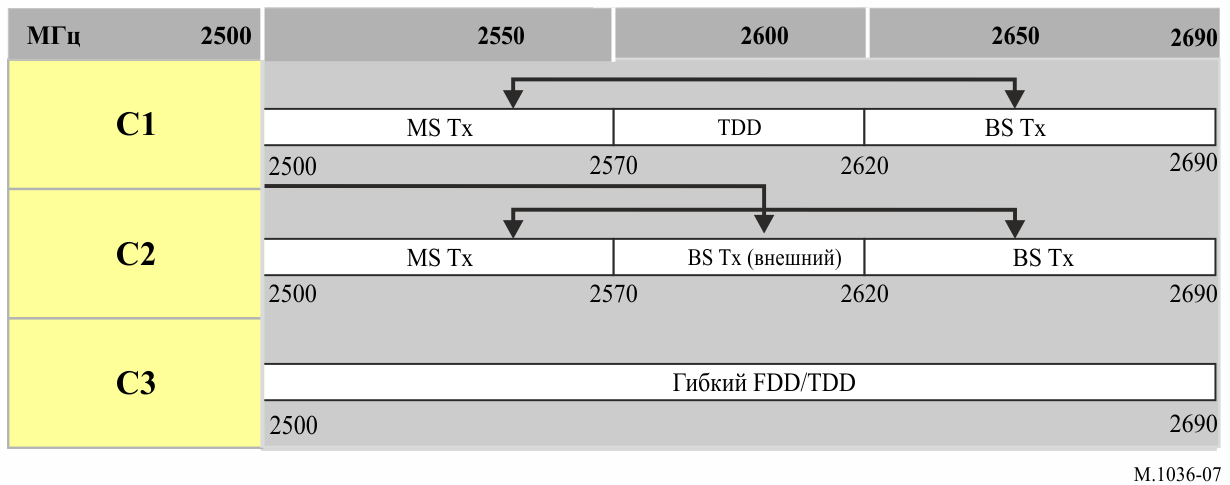 МГц 2500 2550 2600 2650 2690
C1 MS Tx TDD BS Tx
2500 2570 2620 2690
C2 MS Tx BS Tx (внешний) BS Tx
2500 2570 2620 2690
C3 Гибкий FDD/TDD
2500 2690
M.1036-07